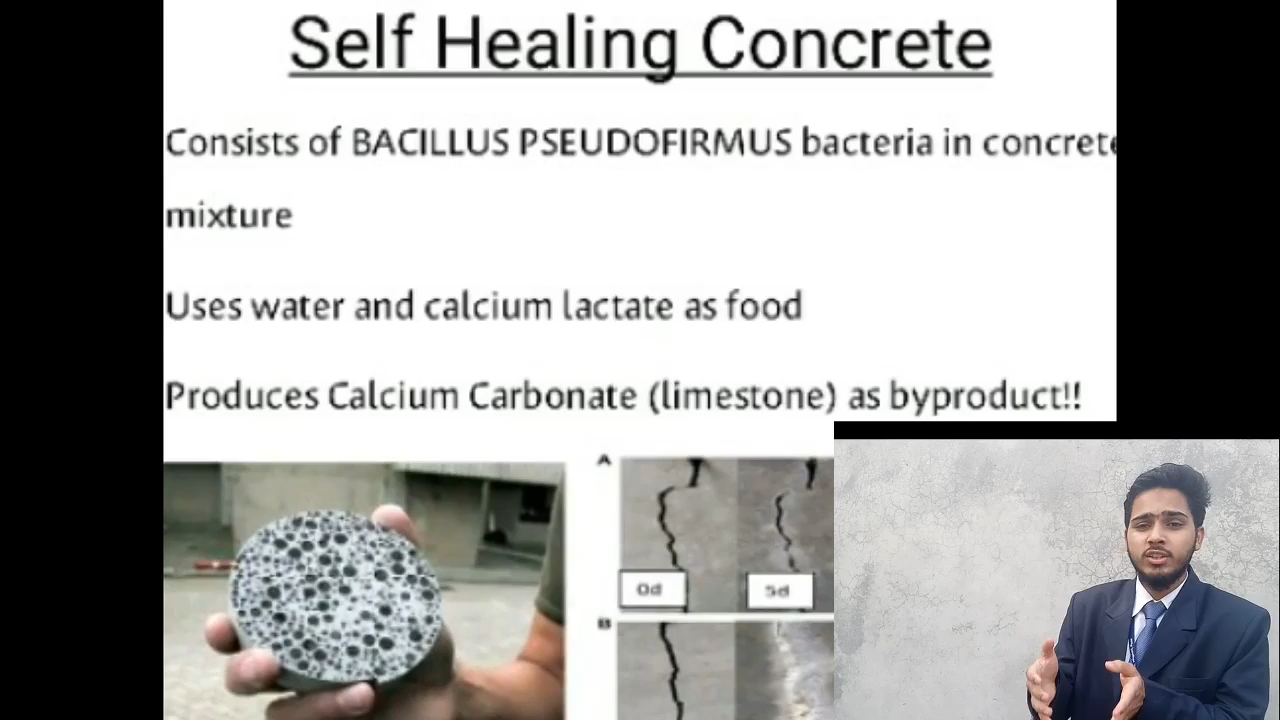 Self Healing Concrete
Consists of BACILLUS PSEUDOFIRMUS bacteria in concrete
mixture
Uses water and calcium lactate as food
Produces Calcium Carbonate (limestone) as byproduct!!
A
0d
5d
B